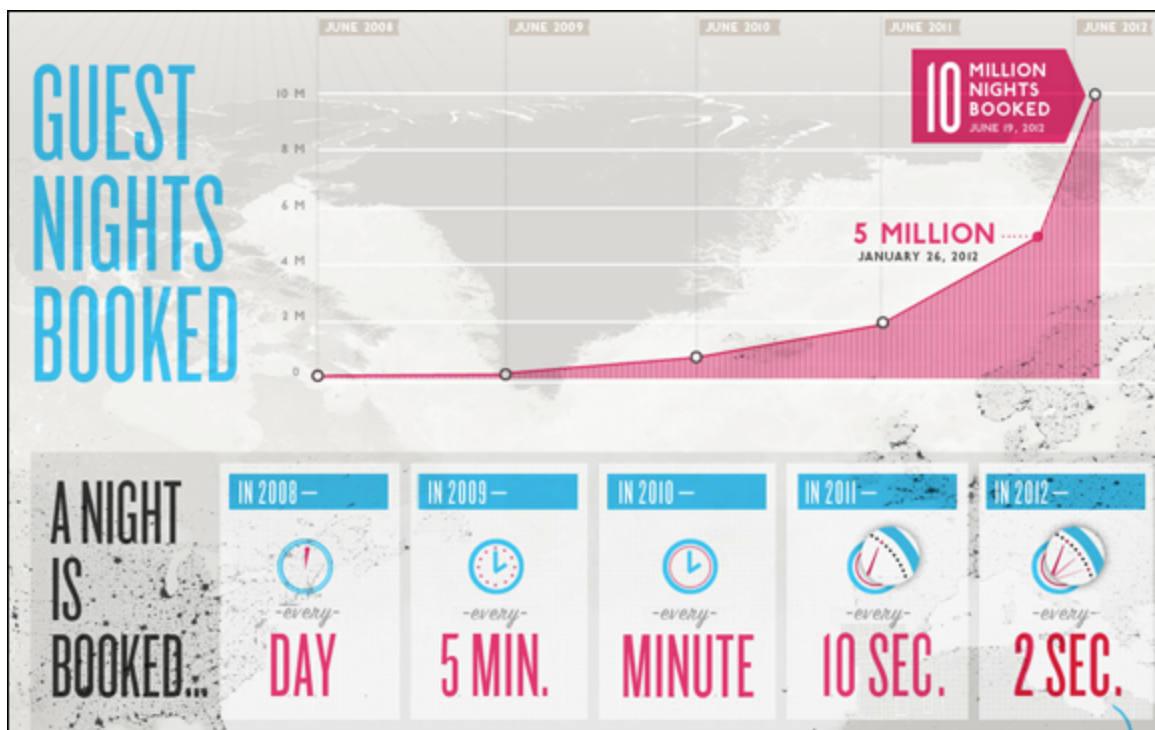 JUNE 2008
JUNE 2009
JUNE 2010
JUNE 2011
JUNE 2012
GUEST
NIGHTS
BOOKED
10 M
8 M
6 M
4 M
2 M
0
10 MILLION
NIGHTS
BOOKED
JUNE 19, 2012
5 MILLION
JANUARY 26, 2012
A NIGHT
IS
BOOKED...
IN 2008 —
-every-
DAY
IN 2009 —
-every-
5 MIN.
IN 2010 —
-every-
MINUTE
IN 2011 —
-every-
10 SEC.
IN 2012 —
-every-
2 SEC.